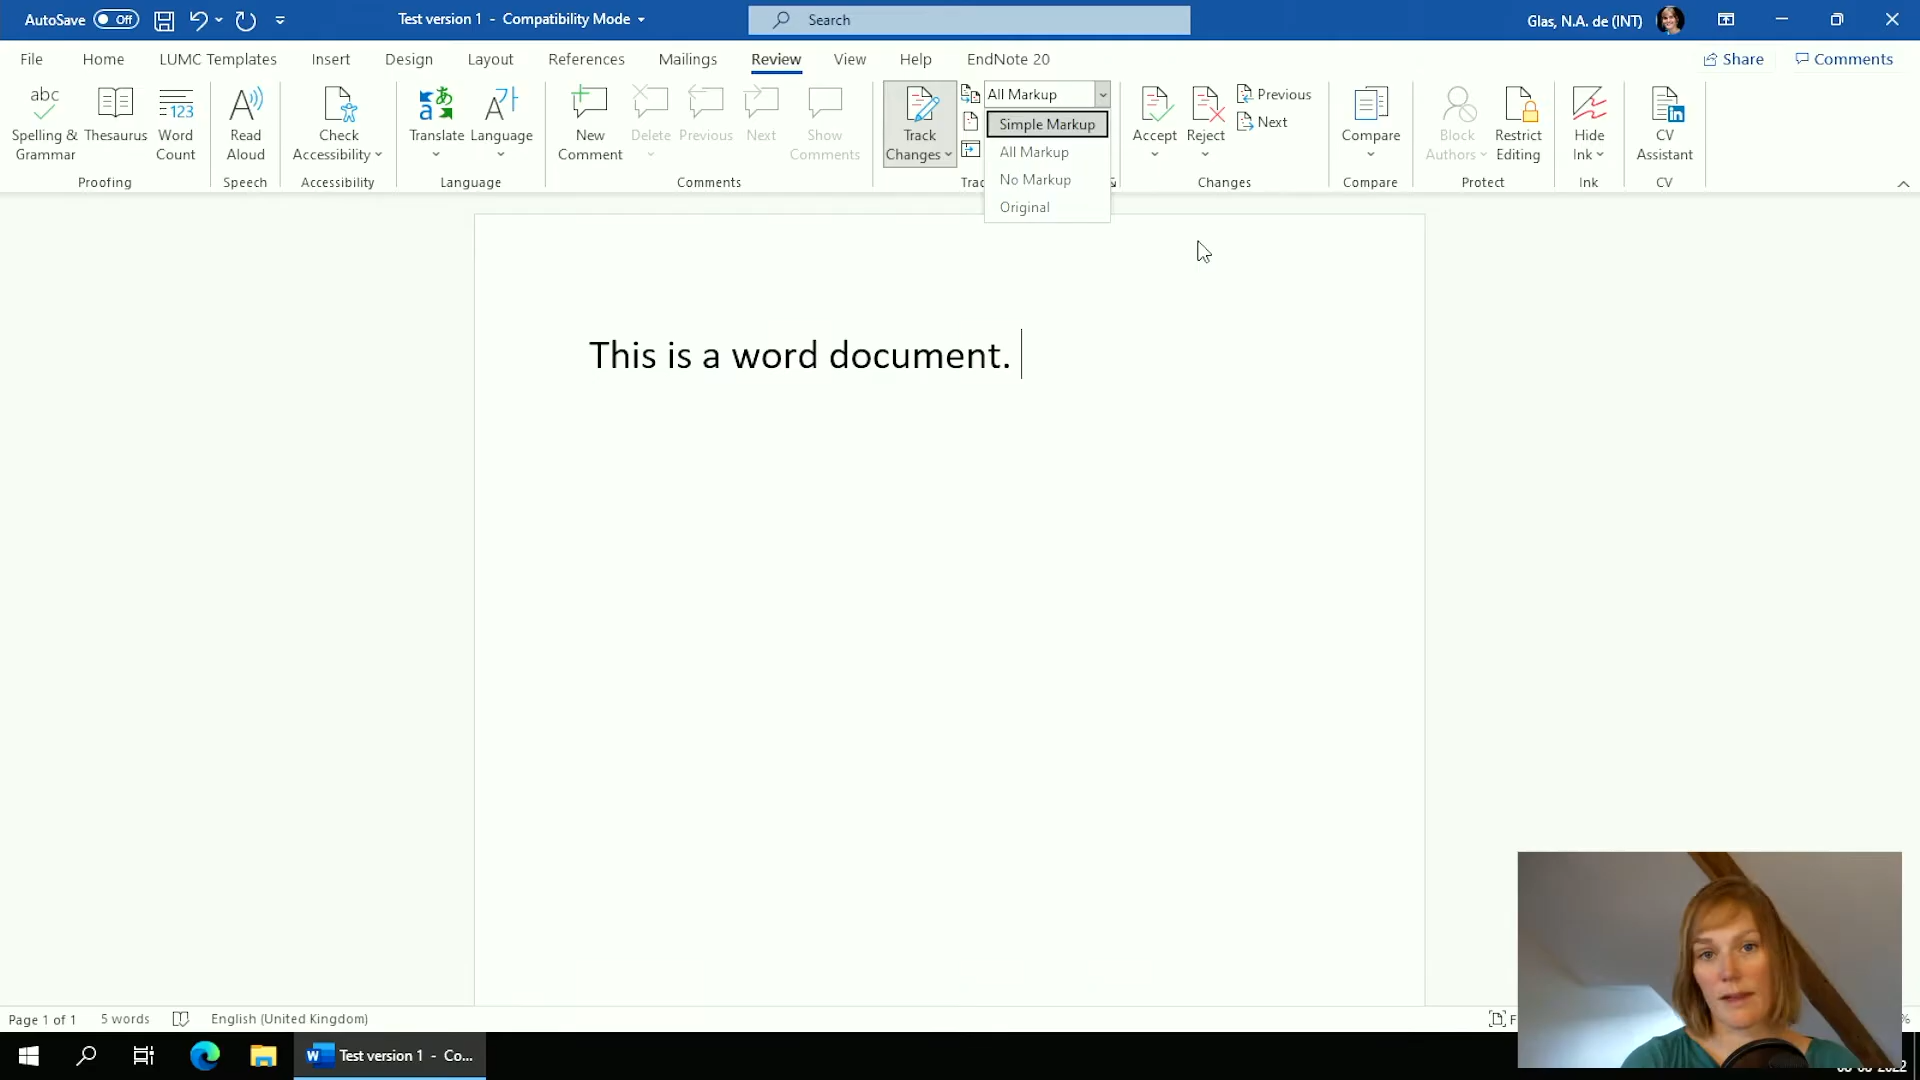 AutoSave Off Test version 1 - Compatibility Mode Search Glas, N.A. de (INT)
File Home LUMC Templates Insert Design Layout References Mailings Review View Help EndNote 20 Share Comments
abc
Spelling &
Grammar
Thesaurus
123
Word
Count
Proofing
Read
Aloud
Speech
Check
Accessibility
Accessibility
Translate
Language
Language
New
Comment
Delete
Previous
Next
Show
Comments
Comments
Track
Changes
All Markup
Simple Markup
All Markup
No Markup
Original
Trac
Accept
Reject
Previous
Next
Changes
Compare
Compare
Block
Authors
Restrict
Editing
Protect
Hide
Ink
Ink
CV
Assistant
CV
This is a word document.
Page 1 of 1 5 words English (United Kingdom)
Test version 1 - Co...